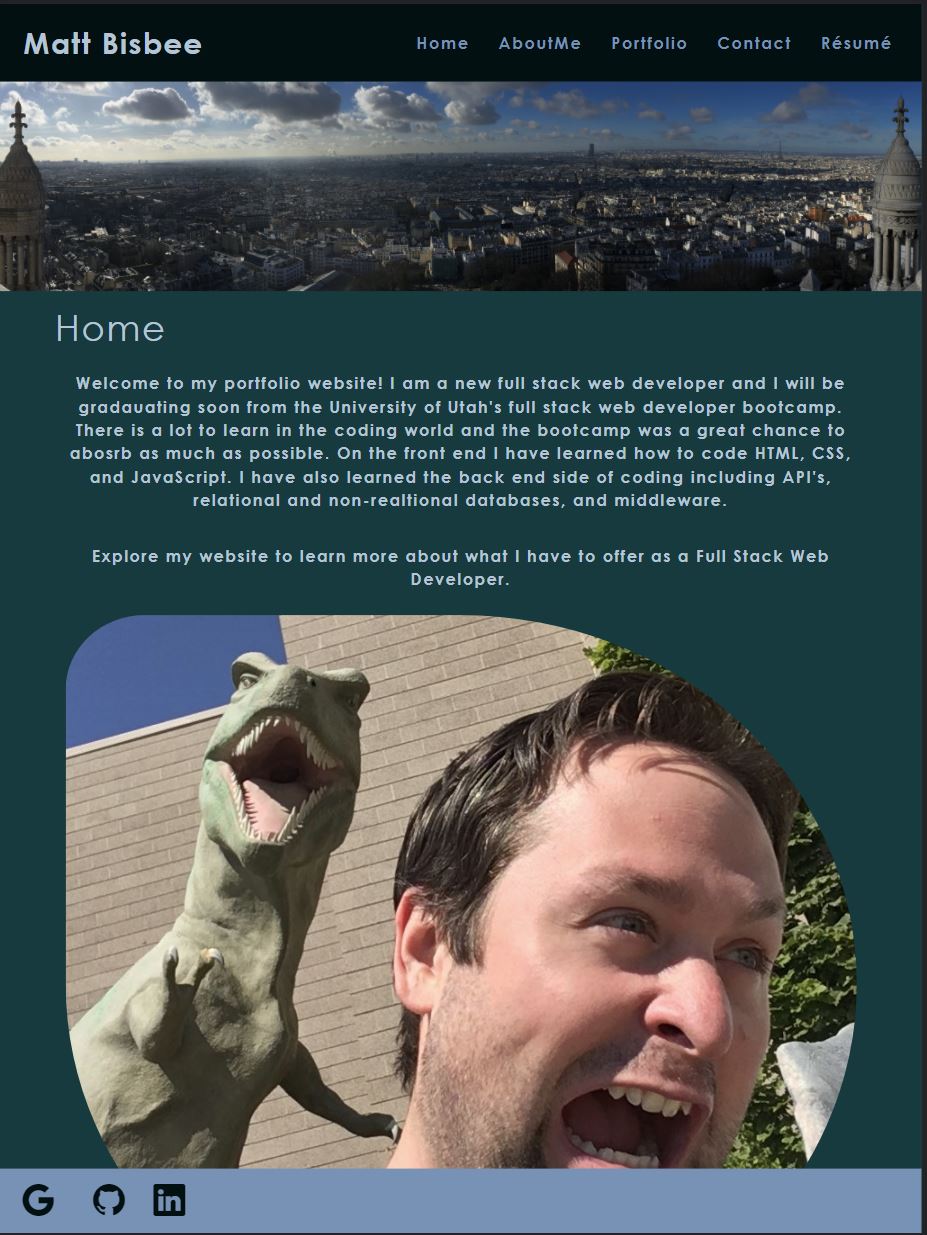 Matt Bisbee
Home AboutMe Portfolio Contact Résumé
Home
Welcome to my portfolio website! I am a new full stack web developer and I will be
gradauating soon from the University of Utah's full stack web developer bootcamp.
There is a lot to learn in the coding world and the bootcamp was a great chance to
abosrb as much as possible. On the front end I have learned how to code HTML, CSS,
and JavaScript. I have also learned the back end side of coding including API's,
relational and non-realtional databases, and middleware.
Explore my website to learn more about what I have to offer as a Full Stack Web
Developer.
G in